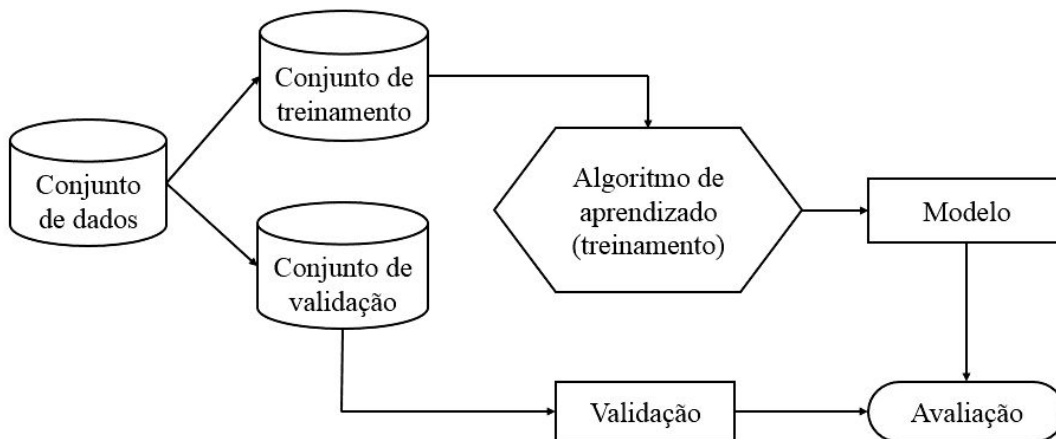 Conjunto de
treinamento
Conjunto
de dados
Conjunto de
validação
Algoritmo de
aprendizado
(treinamento)
Modelo
Validação
Avaliação